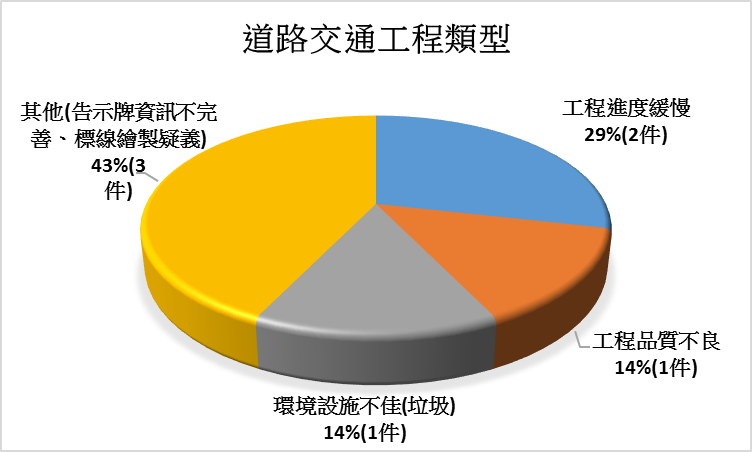 道路交通工程類型
其他(告示牌資訊不完
善、標線繪製疑義)
43%(3
件)
工程進度緩慢
29%(2件)
工程品質不良
14%(1件)
環境設施不佳(垃圾)
14%(1件)